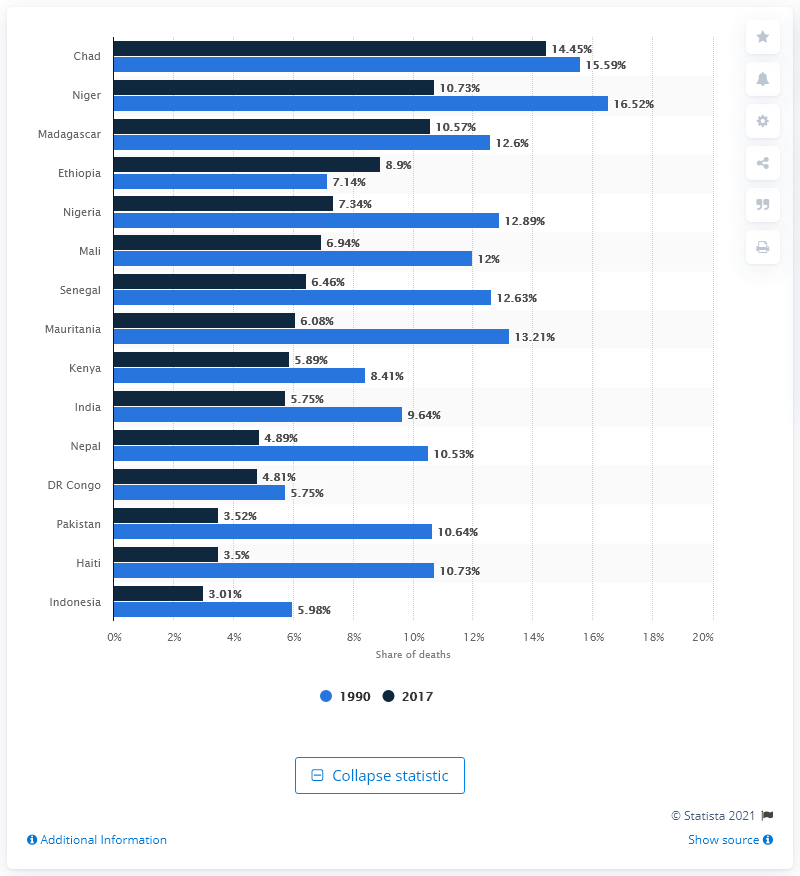 Chad
14.45%
15.59%
Niger
10.73%
16.52%
Madagascar
10.57%
12.6%
Ethiopia
8.9%
7.14%
Nigeria
7.34%
12.89%
Mali
6.94%
12%
Senegal
6.46%
12.63%
Mauritania
6.08%
13.21%
Kenya
5.89%
8.41%
India
5.75%
9.64%
Nepal
4.89%
10.53%
DR Congo
4.81%
5.75%
Pakistan
3.52%
10.64%
Haiti
3.5%
10.73%
Indonesia
3.01%
5.98%
0% 2% 4% 6% 8% 10% 12% 14% 16% 18% 20%
Share of deaths
1990 2017
Collapse statistic
© Statista 2021
Additional Information Show source